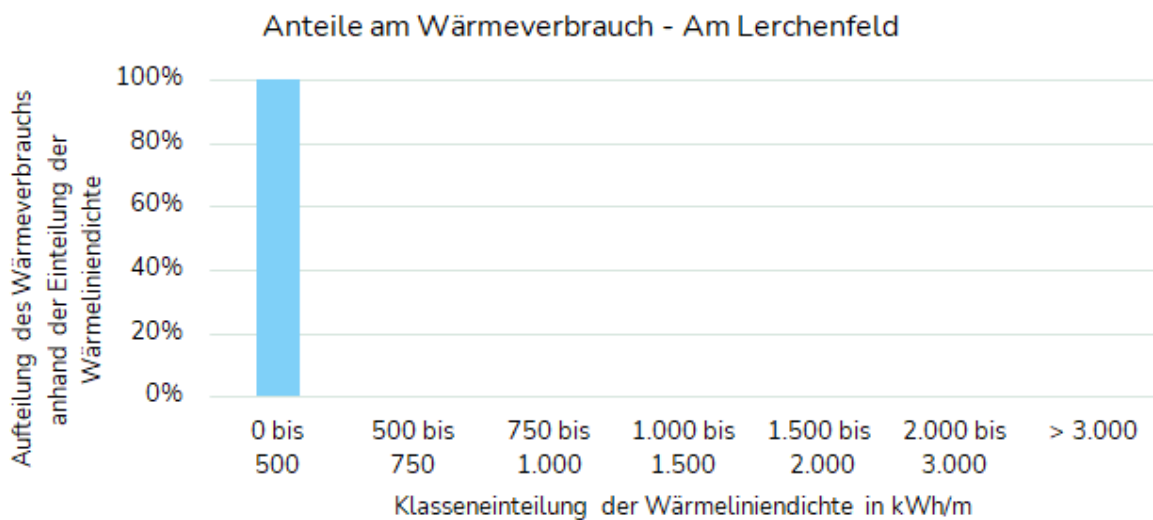 Anteile am Wärmeverbrauch - Am Lerchenfeld
Aufteilung des Wärmeverbrauchs
anhand der Einteilung der
Wärmeliniendichte
100%
80%
60%
40%
20%
0%
0 bis 500 bis 750 bis 1.000 bis 1.500 bis 2.000 bis > 3.000
500 750 1.000 1.500 2.000 3.000
Klasseneinteilung der Wärmeliniendichte in kWh/m